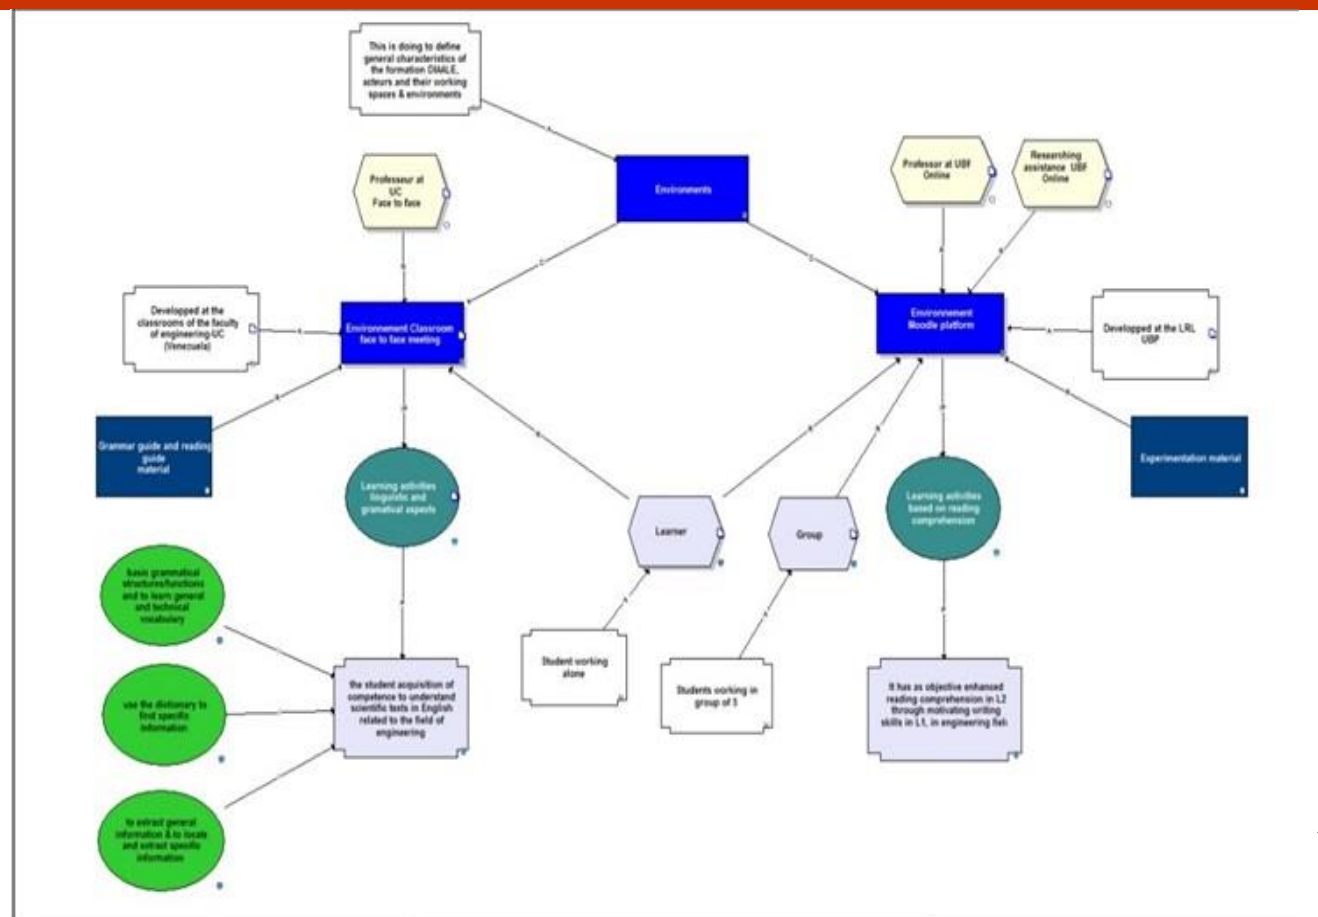 This is doing to define
general characteristics of
the formation DIAALE,
acteurs and their working
spaces & environments
Professeur at
UC
Face to face
Environments
Professor at UBP
Online
Researching
assistance UBP
Online
Developped at the
classrooms of the faculty
of engineering-UC
(Venezuela)
Environnement Classroom
face to face meeting
Environnement
Moodle platform
Developped at the LRL
UBP
Grammar guide and reading
guide
material
Learning activities
linguistic and
gramatical aspects
Learner
Group
Learning activities
based on reading
comprehension
Experimentation material
basic grammatical
structures/functions
and to learn general
and technical
vocabulary
Student working
alone
Students working in
group of 5
use the dictionary to
find specific
information
the student acquisition of
competence to understand
scientific texts in English
related to the field of
engineering
It has as objective enhanced
reading comprehension in L2
through motivating writing
skills in L1, in engineering fieh
to extrast general
information & to locate
and extrast specific
information